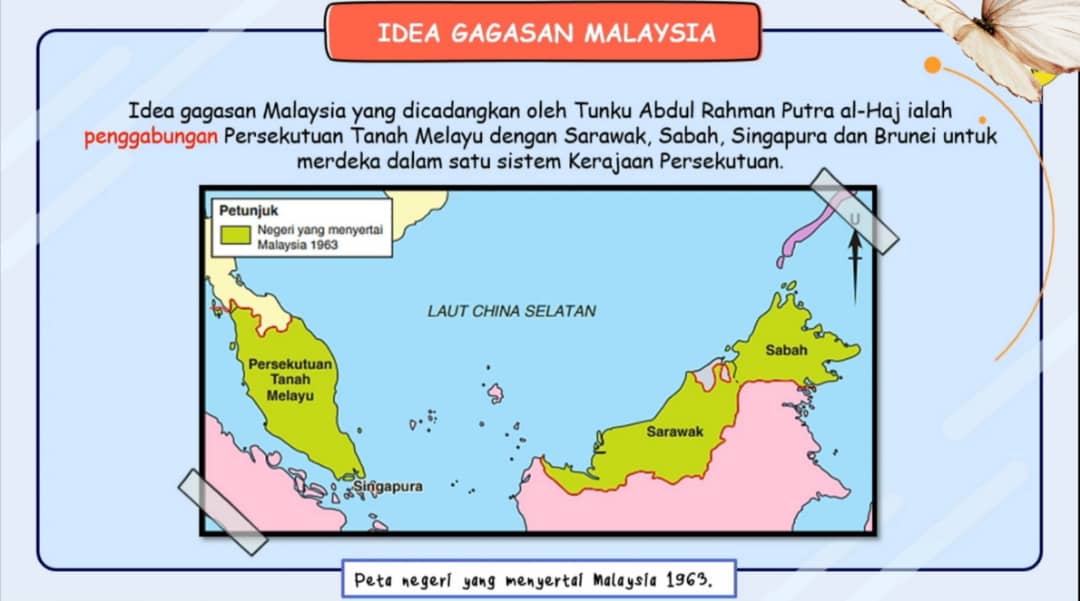 IDEA GAGASAN MALAYSIA
Idea gagasan Malaysia yang dicadangkan oleh Tunku Abdul Rahman Putra al-Haj ialah
penggabungan Persekutuan Tanah Melayu dengan Sarawak, Sabah, Singapura dan Brunei untuk
merdeka dalam satu sistem Kerajaan Persekutuan.
Petunjuk
Negeri yang menyertai
Malaysia 1963
U
LAUT CHINA SELATAN
Sabah
Persekutuan
Tanah
Melayu
Sarawak
Singapura
Peta negeri yang menyertai Malaysia 1963.